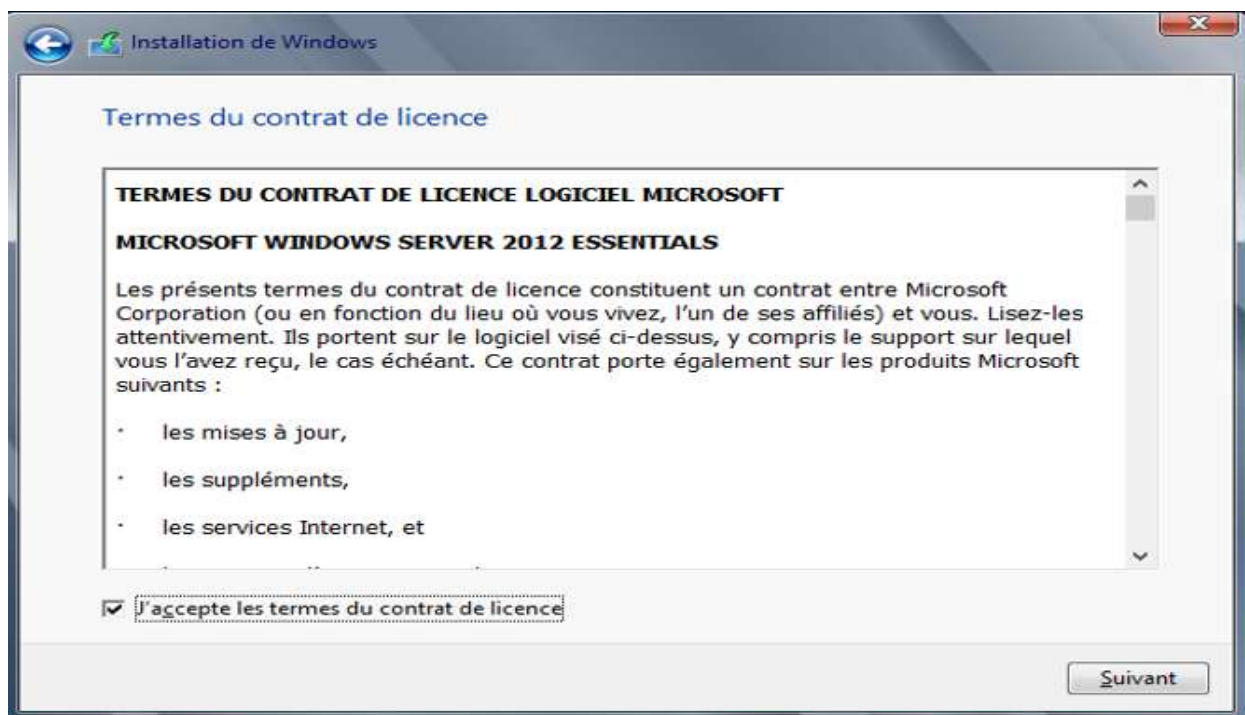 Installation de Windows
Termes du contrat de licence
TERMES DU CONTRAT DE LICENCE LOGICIEL MICROSOFT
MICROSOFT WINDOWS SERVER 2012 ESSENTIALS
Les présents termes du contrat de licence constituent un contrat entre Microsoft
Corporation (ou en fonction du lieu où vous vivez, l'un de ses affiliés) et vous. Lisez-les
attentivement. Ils portent sur le logiciel visé ci-dessus, y compris le support sur lequel
vous l'avez reçu, le cas échéant. Ce contrat porte également sur les produits Microsoft
suivants :
· les mises à jour,
· les suppléments,
· les services Internet, et
J'accepte les termes du contrat de licence
Suivant